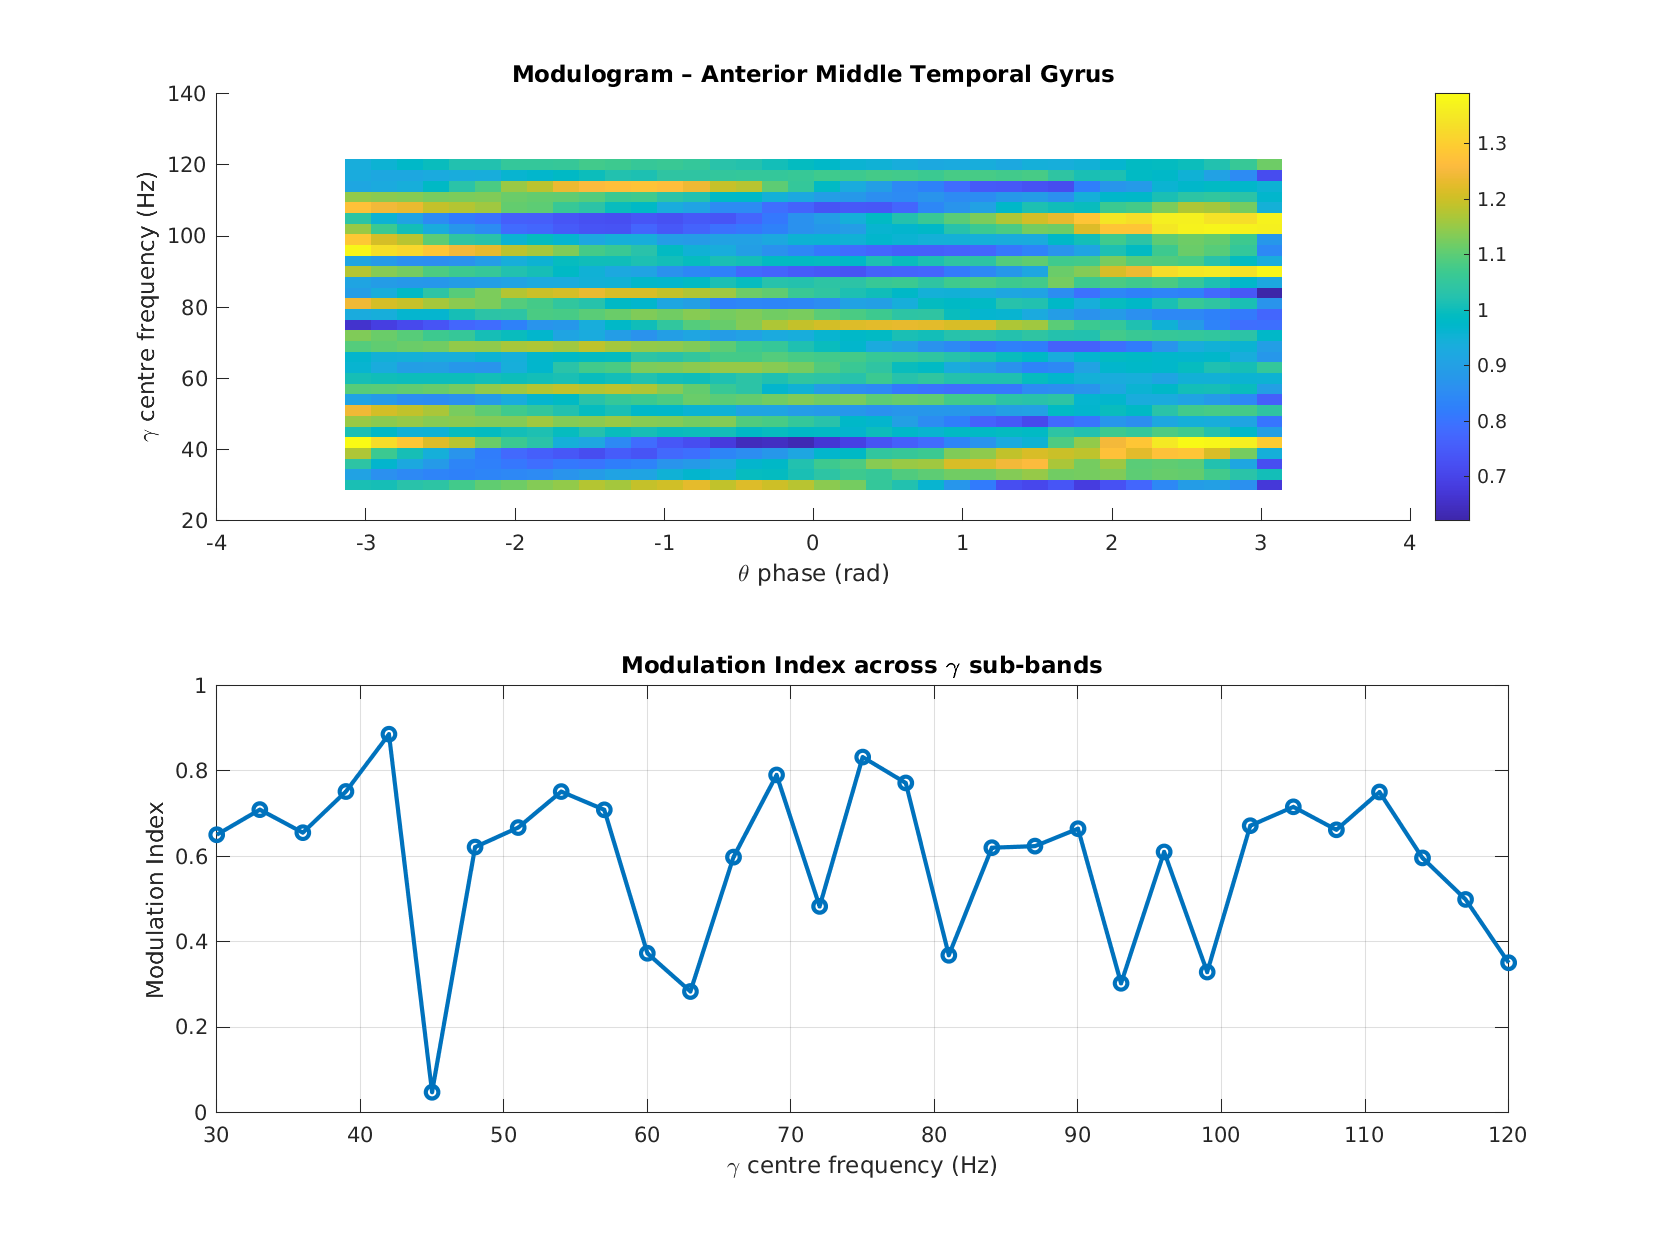 Modulogram – Anterior Middle Temporal Gyrus
140
120
100
80
60
40
20
γ centre frequency (Hz)
-4 -3 -2 -1 0 1 2 3 4
θ phase (rad)
1.3
1.2
1.1
1
0.9
0.8
0.7
Modulation Index across γ sub-bands
1
0.8
0.6
0.4
0.2
0
Modulation Index
30 40 50 60 70 80 90 100 110 120
γ centre frequency (Hz)